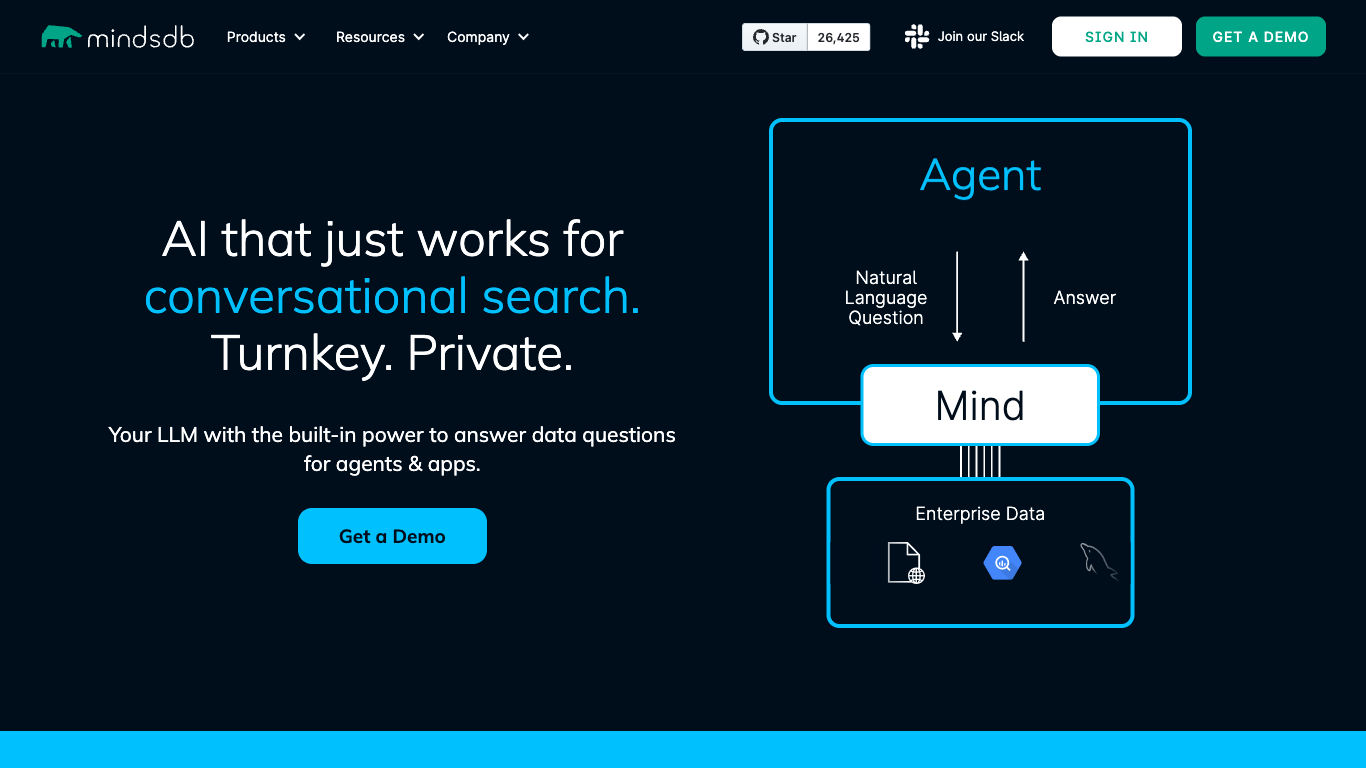 mindsdb
Products
Resources
Company
Star
26,425
Join our Slack
SIGN IN
GET A DEMO
AI that just works for
conversational search.
Turnkey. Private.
Your LLM with the built-in power to answer data questions
for agents & apps.
Get a Demo
Agent
Natural
Language
Question
Answer
Mind
Enterprise Data